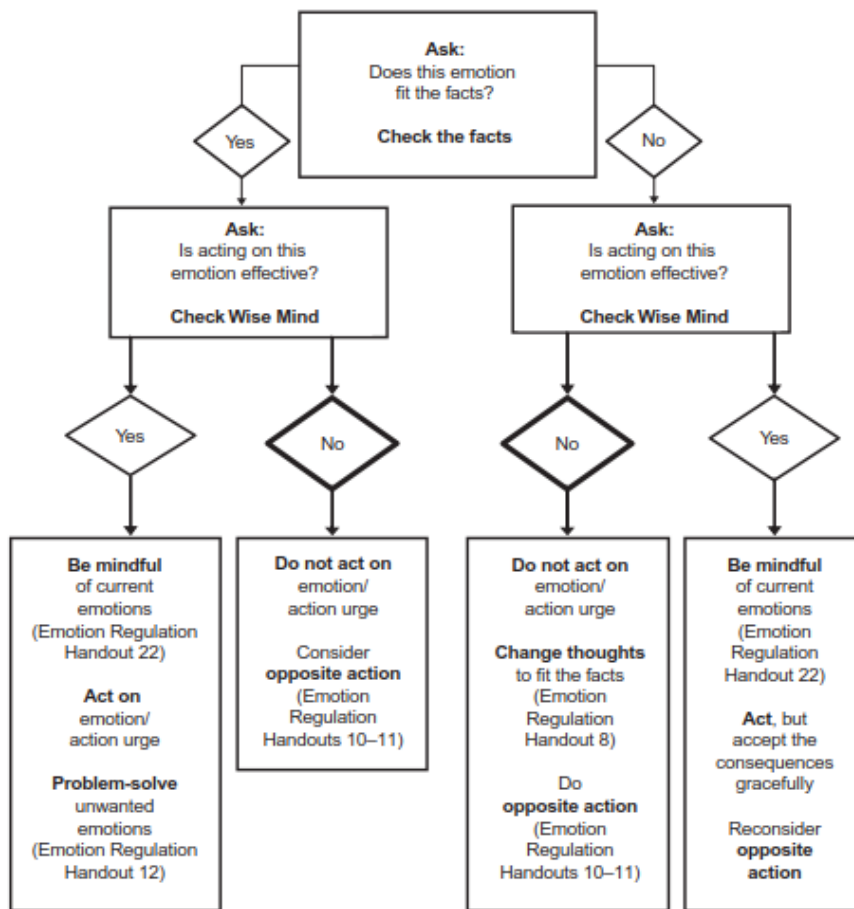 Ask:
Does this emotion
fit the facts?
Check the facts
Yes
No
Ask:
Is acting on this
emotion effective?
Check Wise Mind
Ask:
Is acting on this
emotion effective?
Check Wise Mind
Yes
No
No
Yes
Be mindful
of current
emotions
(Emotion Regulation
Handout 22)
Act on
emotion/
action urge
Problem-solve
unwanted
emotions
(Emotion Regulation
Handout 12)
Do not act on
emotion/
action urge
Consider
opposite action
(Emotion
Regulation
Handouts 10–11)
Do not act on
emotion/
action urge
Change thoughts
to fit the facts
(Emotion
Regulation
Handout 8)
Do
opposite action
(Emotion
Regulation
Handouts 10–11)
Be mindful
of current
emotions
(Emotion
Regulation
Handout 22)
Act, but
accept the
consequences
gracefully
Reconsider
opposite
action